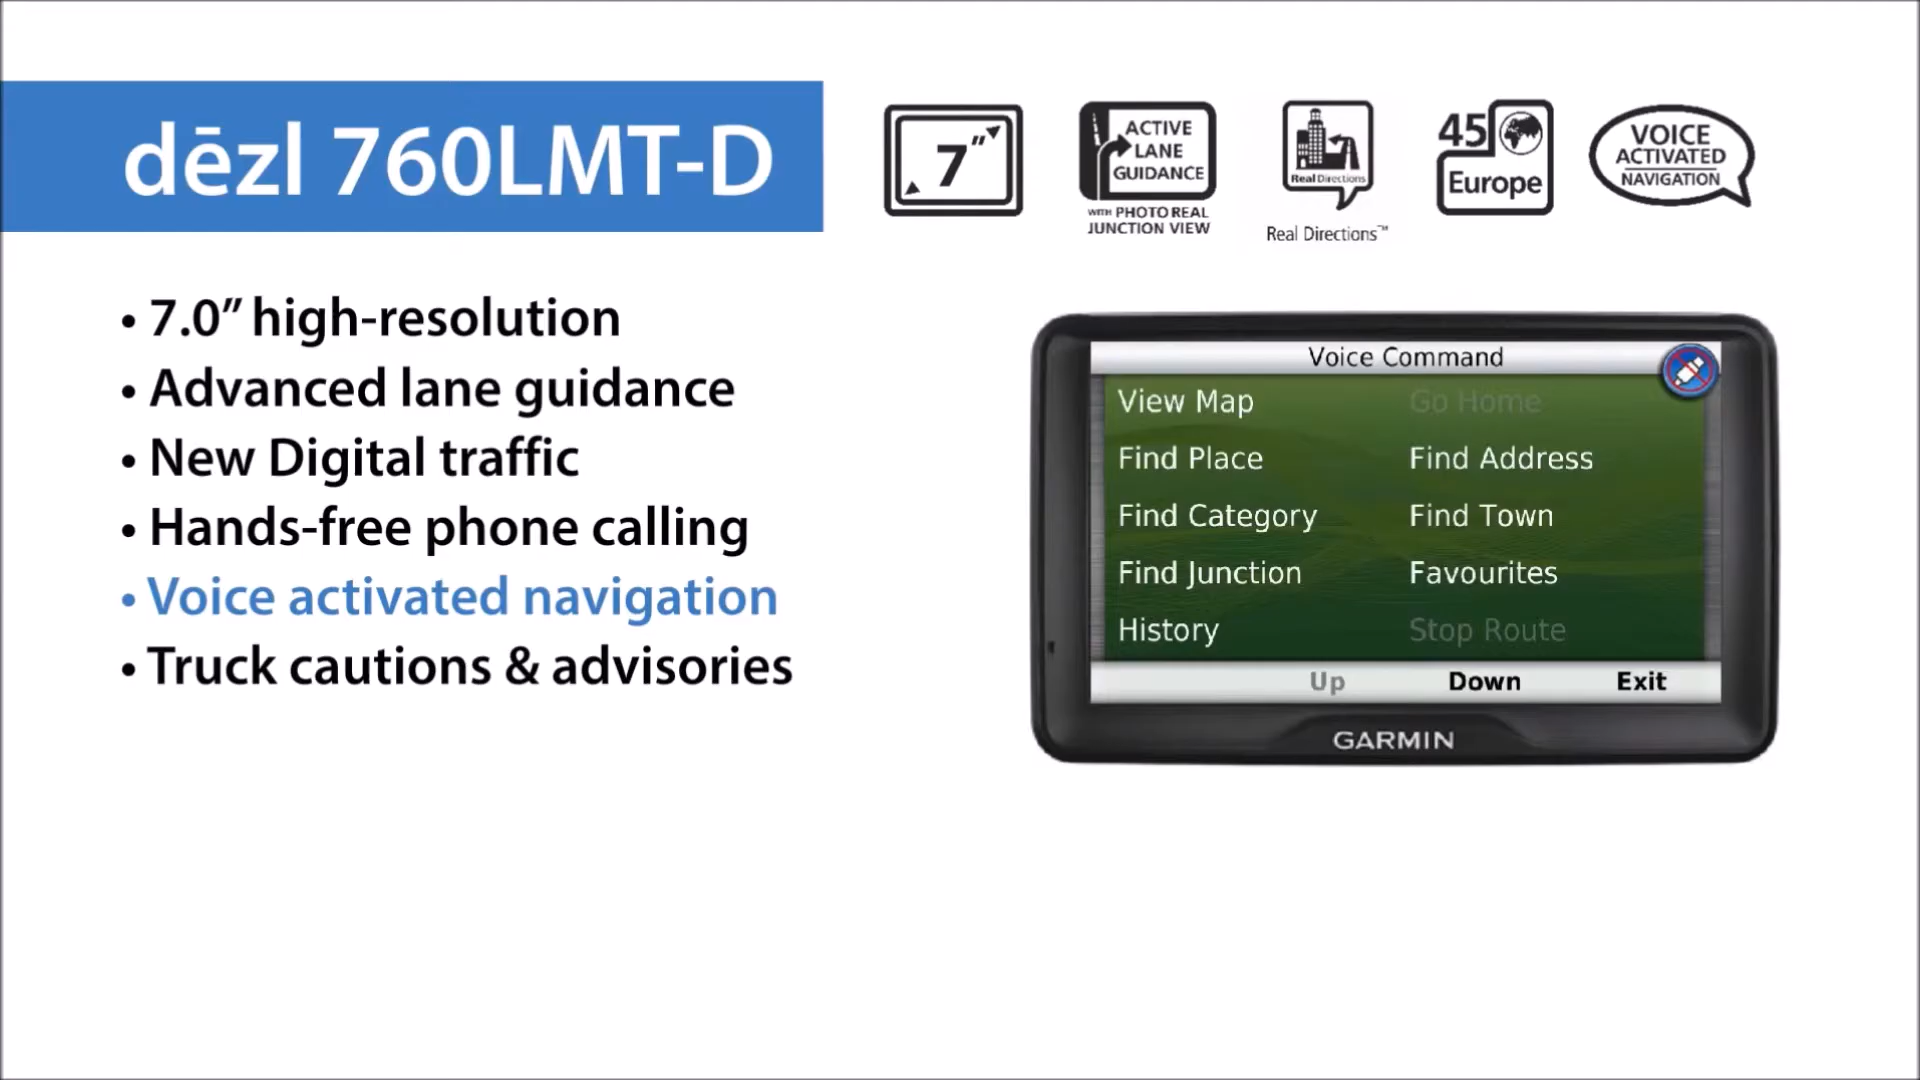 dēzl 760LMT-D
7”
ACTIVE
LANE
GUIDANCE
WITH PHOTO REAL
JUNCTION VIEW
Real Directions
Real Directions™
45
Europe
VOICE
ACTIVATED
NAVIGATION
• 7.0” high-resolution
• Advanced lane guidance
• New Digital traffic
• Hands-free phone calling
• Voice activated navigation
• Truck cautions & advisories
Voice Command
View Map Go Home
Find Place Find Address
Find Category Find Town
Find Junction Favourites
History Stop Route
Up Down Exit
GARMIN